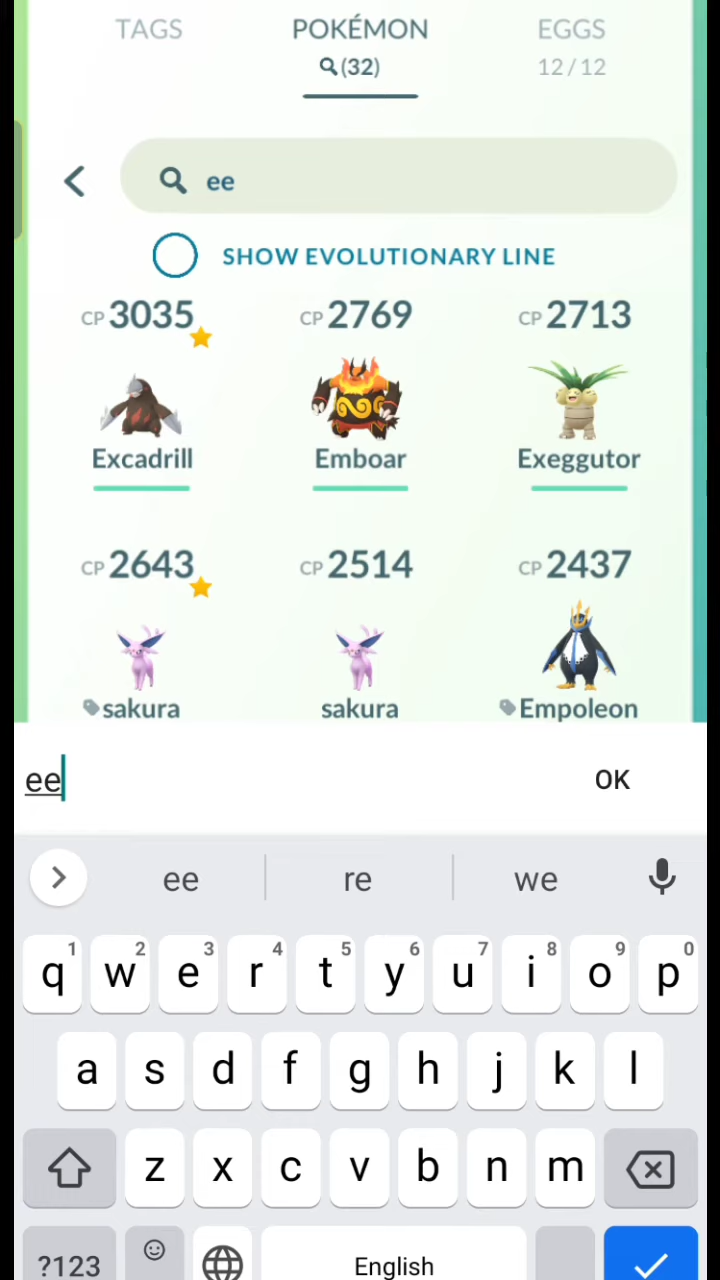 TAGS POKÉMON EGGS
(32) 12 / 12
ee
SHOW EVOLUTIONARY LINE
CP 3035 CP 2769 CP 2713
Excadrill Emboar Exeggutor
CP 2643 CP 2514 CP 2437
sakura sakura Empoleon
ee OK
ee re we
1 2 3 4 5 6 7 8 9 0
q w e r t y u i o p
a s d f g h j k l
z x c v b n m
?123 English